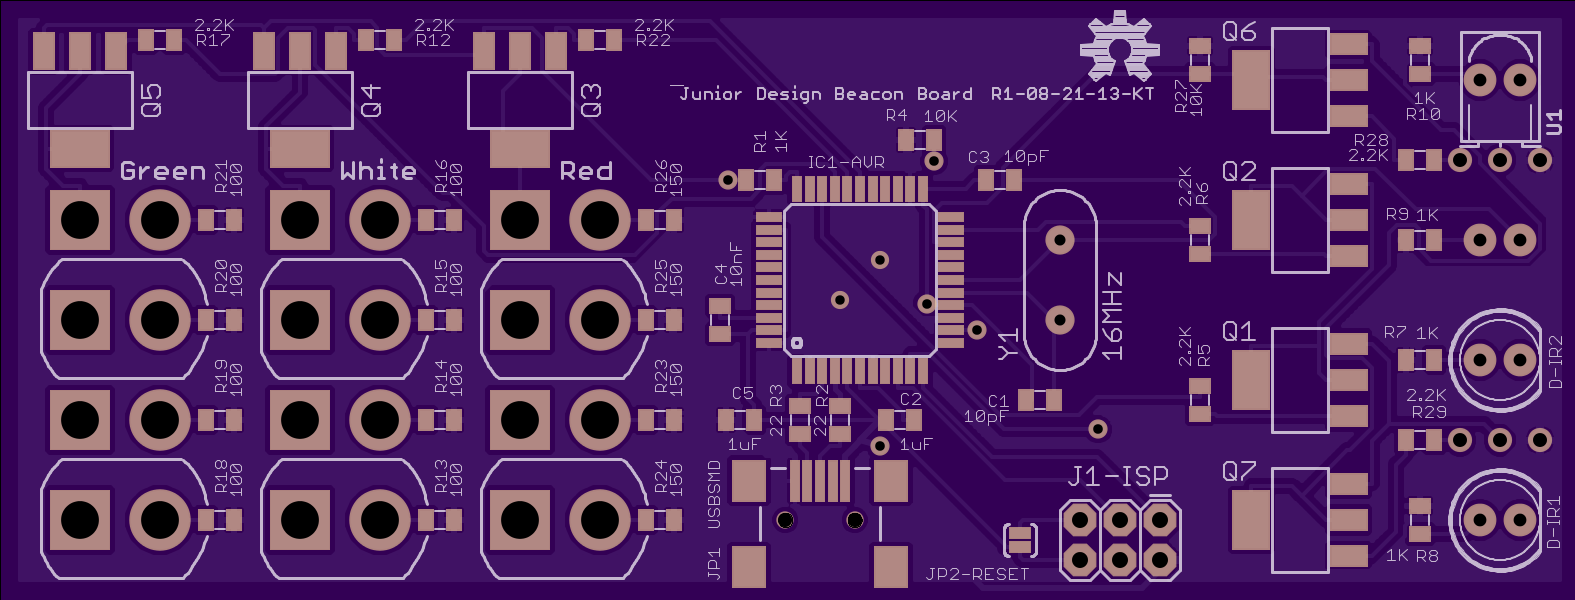 2.2K
R17
2.2K
R12
2.2K
R22
Q5
Q4
Q3
Junior Design Beacon Board R1-08-21-13-KT
Green
White
Red
R21
100
R16
100
R26
150
R20
100
R15
100
R25
150
R19
100
R14
100
R23
150
R18
100
R13
100
R24
150
R1
1K
R4 10K
IC1-AVR
C3 10pF
C4
10nF
Y1
16MHz
C1
10pF
C5
1uF
22 R3
22 R2
C2
1uF
USBSMD
JP1
JP2-RESET
J1-ISP
Q6
R27
10K
1K
R10
U1
R28
2.2K
Q2
2.2K
R6
R9 1K
Q1
2.2K
R5
R7 1K
D-IR2
2.2K
R29
Q7
1K R8
D-IR1